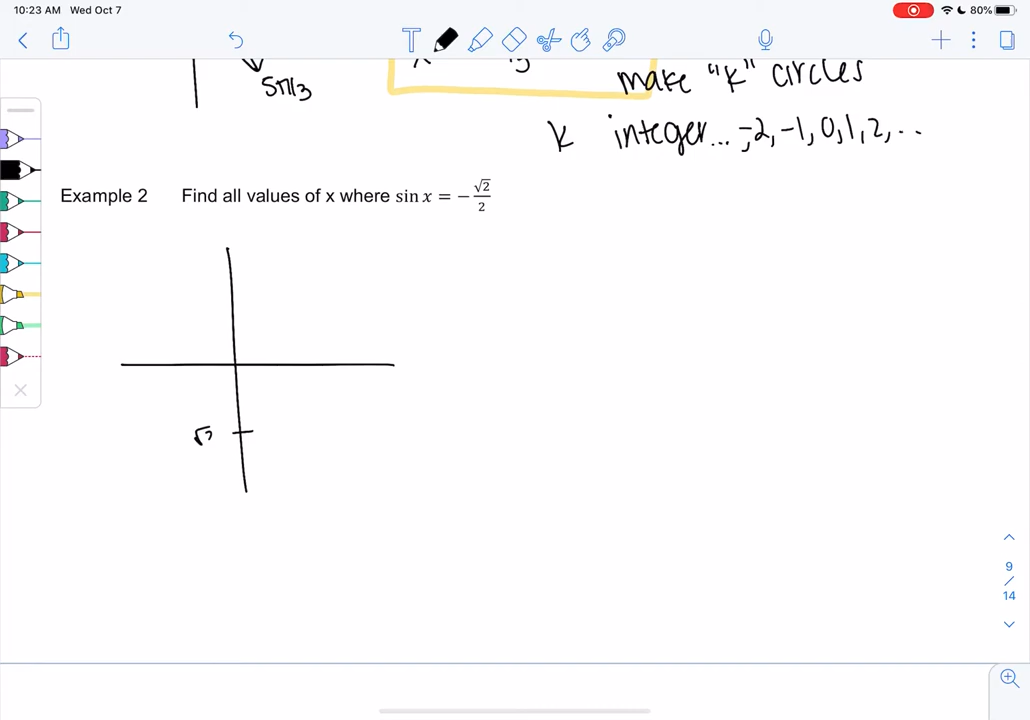 10:23 AM Wed Oct 7
80%
make "k" circles
5π/3
k integer... -2, -1, 0, 1, 2, ...
Example 2 Find all values of x where sin x = −√2/2
9
/
14